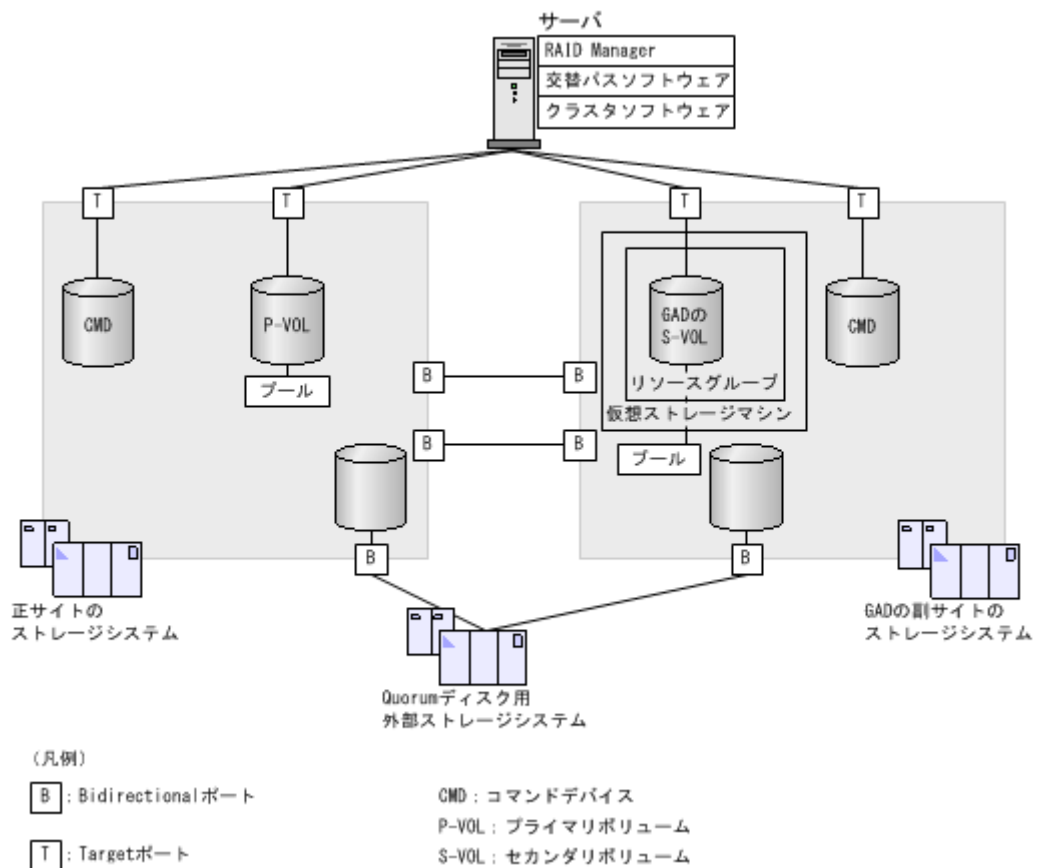 サーバ
RAID Manager
交替パスソフトウェア
クラスタソフトウェア
T
T
T
T
CMD
P-VOL
GADの
S-VOL
CMD
プール
リソースグループ
仮想ストレージマシン
B
B
B
B
プール
B
B
正サイトの
ストレージシステム
GADの副サイトの
ストレージシステム
Quorumディスク用
外部ストレージシステム
(凡例)
B : Bidirectionalポート
CMD : コマンドデバイス
P-VOL : プライマリボリューム
T : Targetポート
S-VOL : セカンダリボリューム